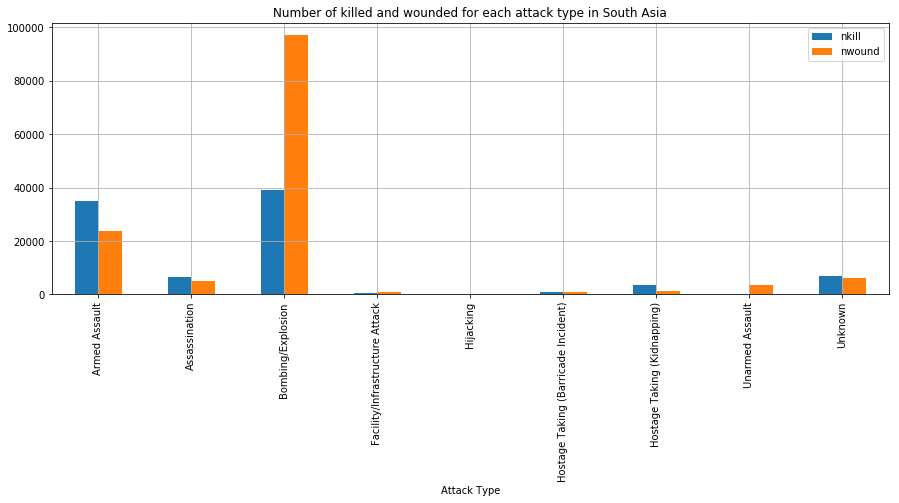 Number of killed and wounded for each attack type in South Asia
nkill
nwound
100000
80000
60000
40000
20000
0
Armed Assault
Assassination
Bombing/Explosion
Facility/Infrastructure Attack
Hijacking
Hostage Taking (Barricade Incident)
Hostage Taking (Kidnapping)
Unarmed Assault
Unknown
Attack Type